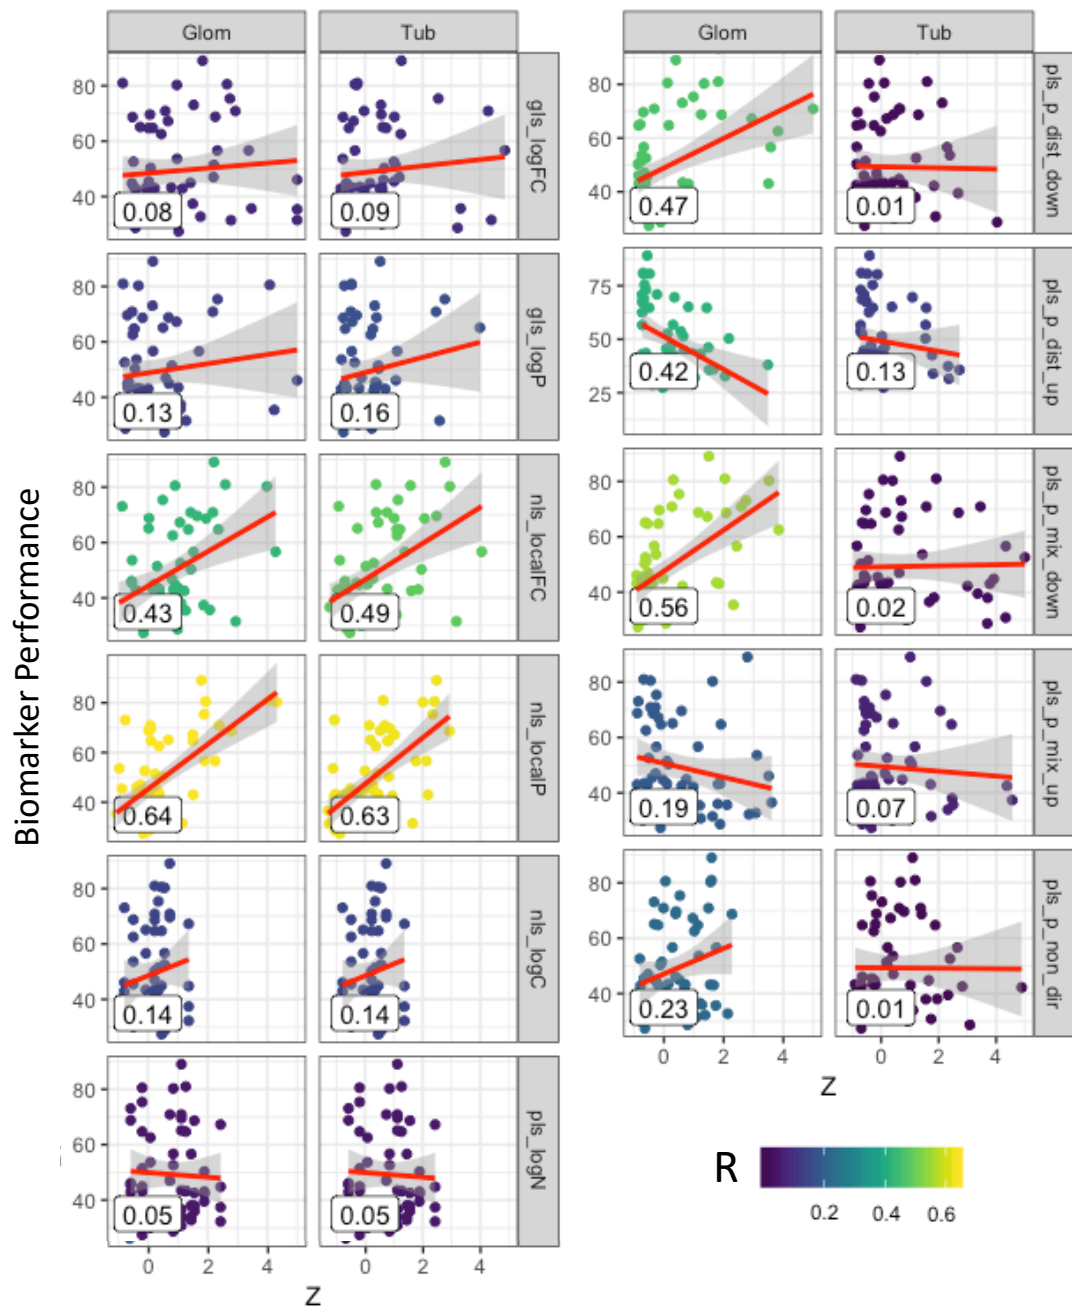 Glom Tub
80 60 40
0.08 0.09
gls_logFC
80 60 40
0.13 0.16
gls_logP
80 60 40
0.43 0.49
nls_localFC
80 60 40
0.64 0.63
nls_localP
80 60 40
0.14 0.14
nls_logC
80 60 40
0.05 0.05
pls_logN
0 2 4 0 2 4
Z
Biomarker Performance
Glom Tub
80 60 40
0.47 0.01
pls_p_dist_down
75 50 25
0.42 0.13
pls_p_dist_up
80 60 40
0.56 0.02
pls_p_mix_down
80 60 40
0.19 0.07
pls_p_mix_up
80 60 40
0.23 0.01
pls_p_non_dir
0 2 4 0 2 4
Z
R
0.2 0.4 0.6